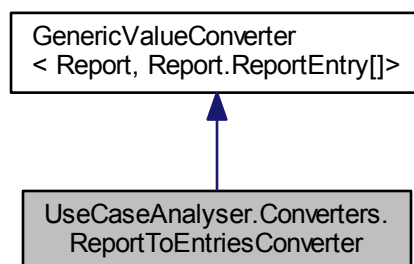 GenericValueConverter
< Report, Report.ReportEntry[]>
UseCaseAnalyser.Converters.
ReportToEntriesConverter